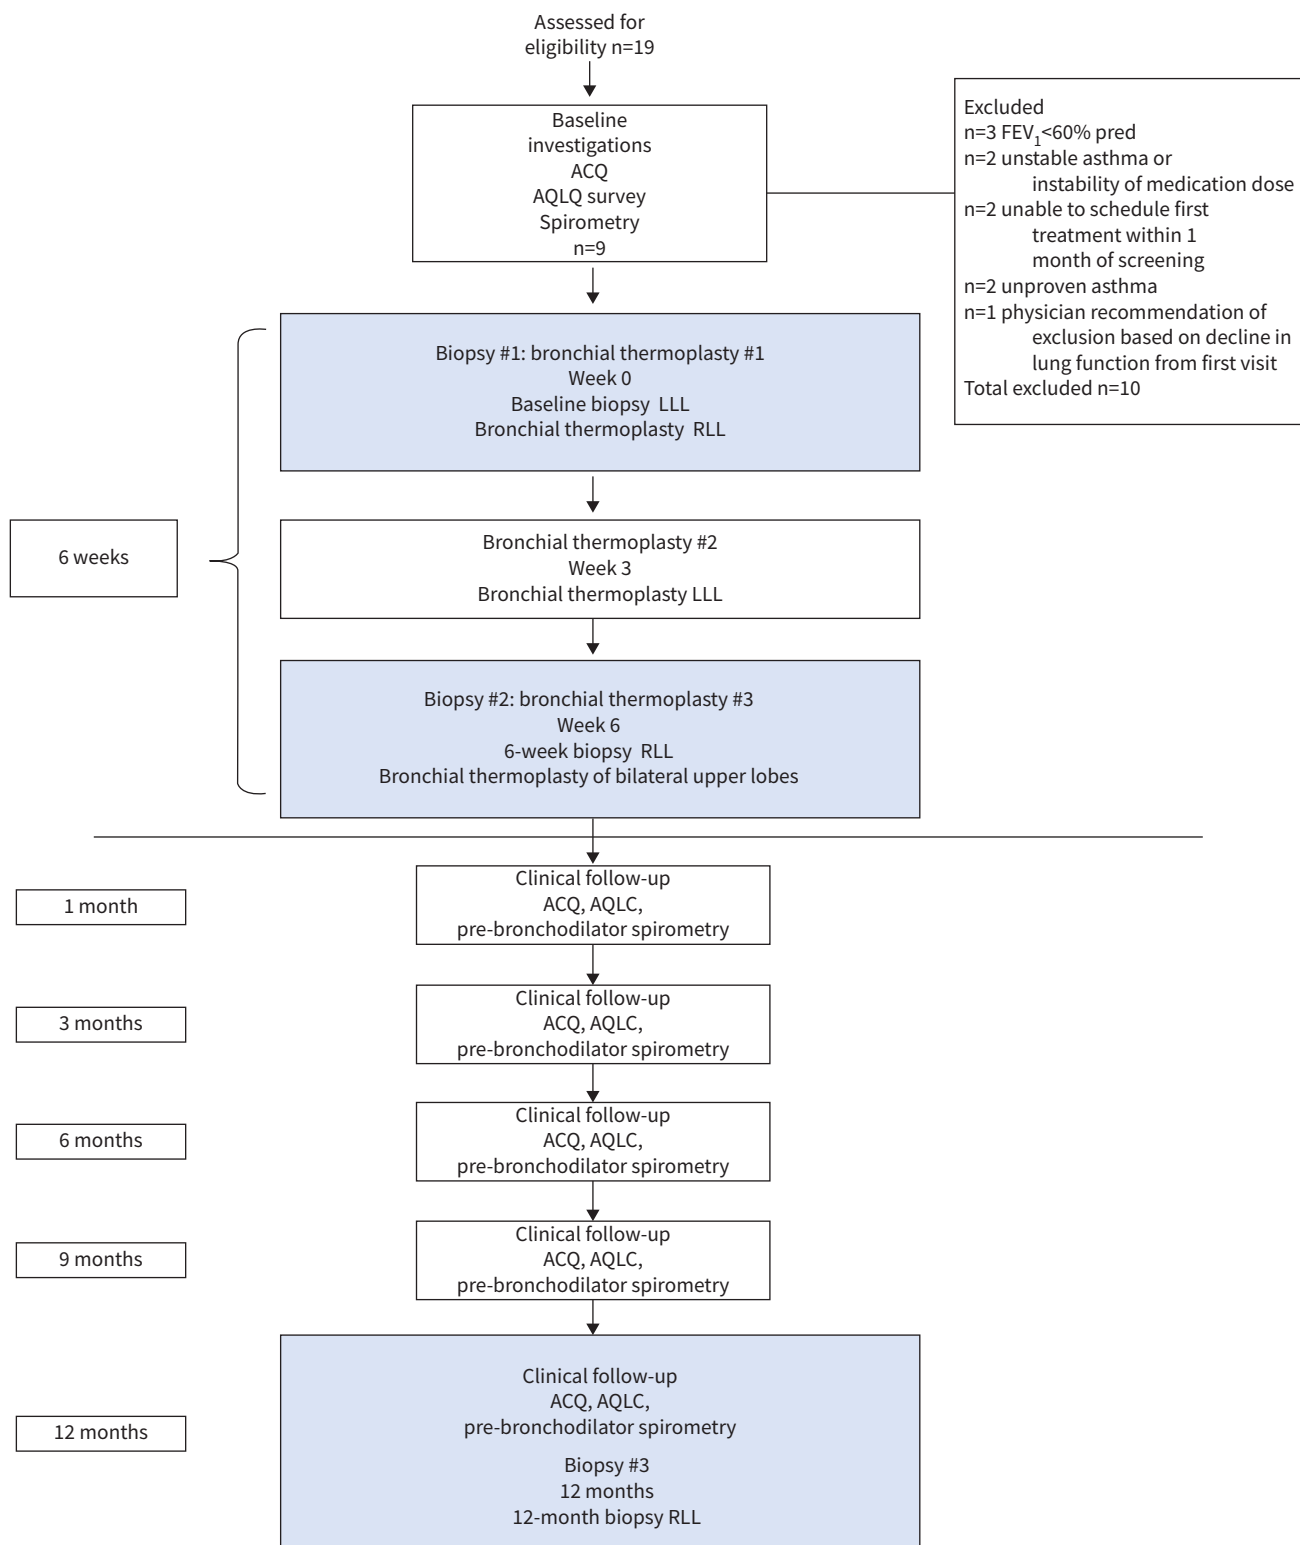 Assessed for
eligibility n=19
Baseline
investigations
ACQ
AQLQ survey
Spirometry
n=9
Excluded
n=3 FEV1<60% pred
n=2 unstable asthma or
instability of medication dose
n=2 unable to schedule first
treatment within 1
month of screening
n=2 unproven asthma
n=1 physician recommendation of
exclusion based on decline in
lung function from first visit
Total excluded n=10
Biopsy #1: bronchial thermoplasty #1
Week 0
Baseline biopsy LLL
Bronchial thermoplasty RLL
6 weeks
Bronchial thermoplasty #2
Week 3
Bronchial thermoplasty LLL
Biopsy #2: bronchial thermoplasty #3
Week 6
6-week biopsy RLL
Bronchial thermoplasty of bilateral upper lobes
1 month
Clinical follow-up
ACQ, AQLC,
pre-bronchodilator spirometry
3 months
Clinical follow-up
ACQ, AQLC,
pre-bronchodilator spirometry
6 months
Clinical follow-up
ACQ, AQLC,
pre-bronchodilator spirometry
9 months
Clinical follow-up
ACQ, AQLC,
pre-bronchodilator spirometry
12 months
Clinical follow-up
ACQ, AQLC,
pre-bronchodilator spirometry
Biopsy #3
12 months
12-month biopsy RLL